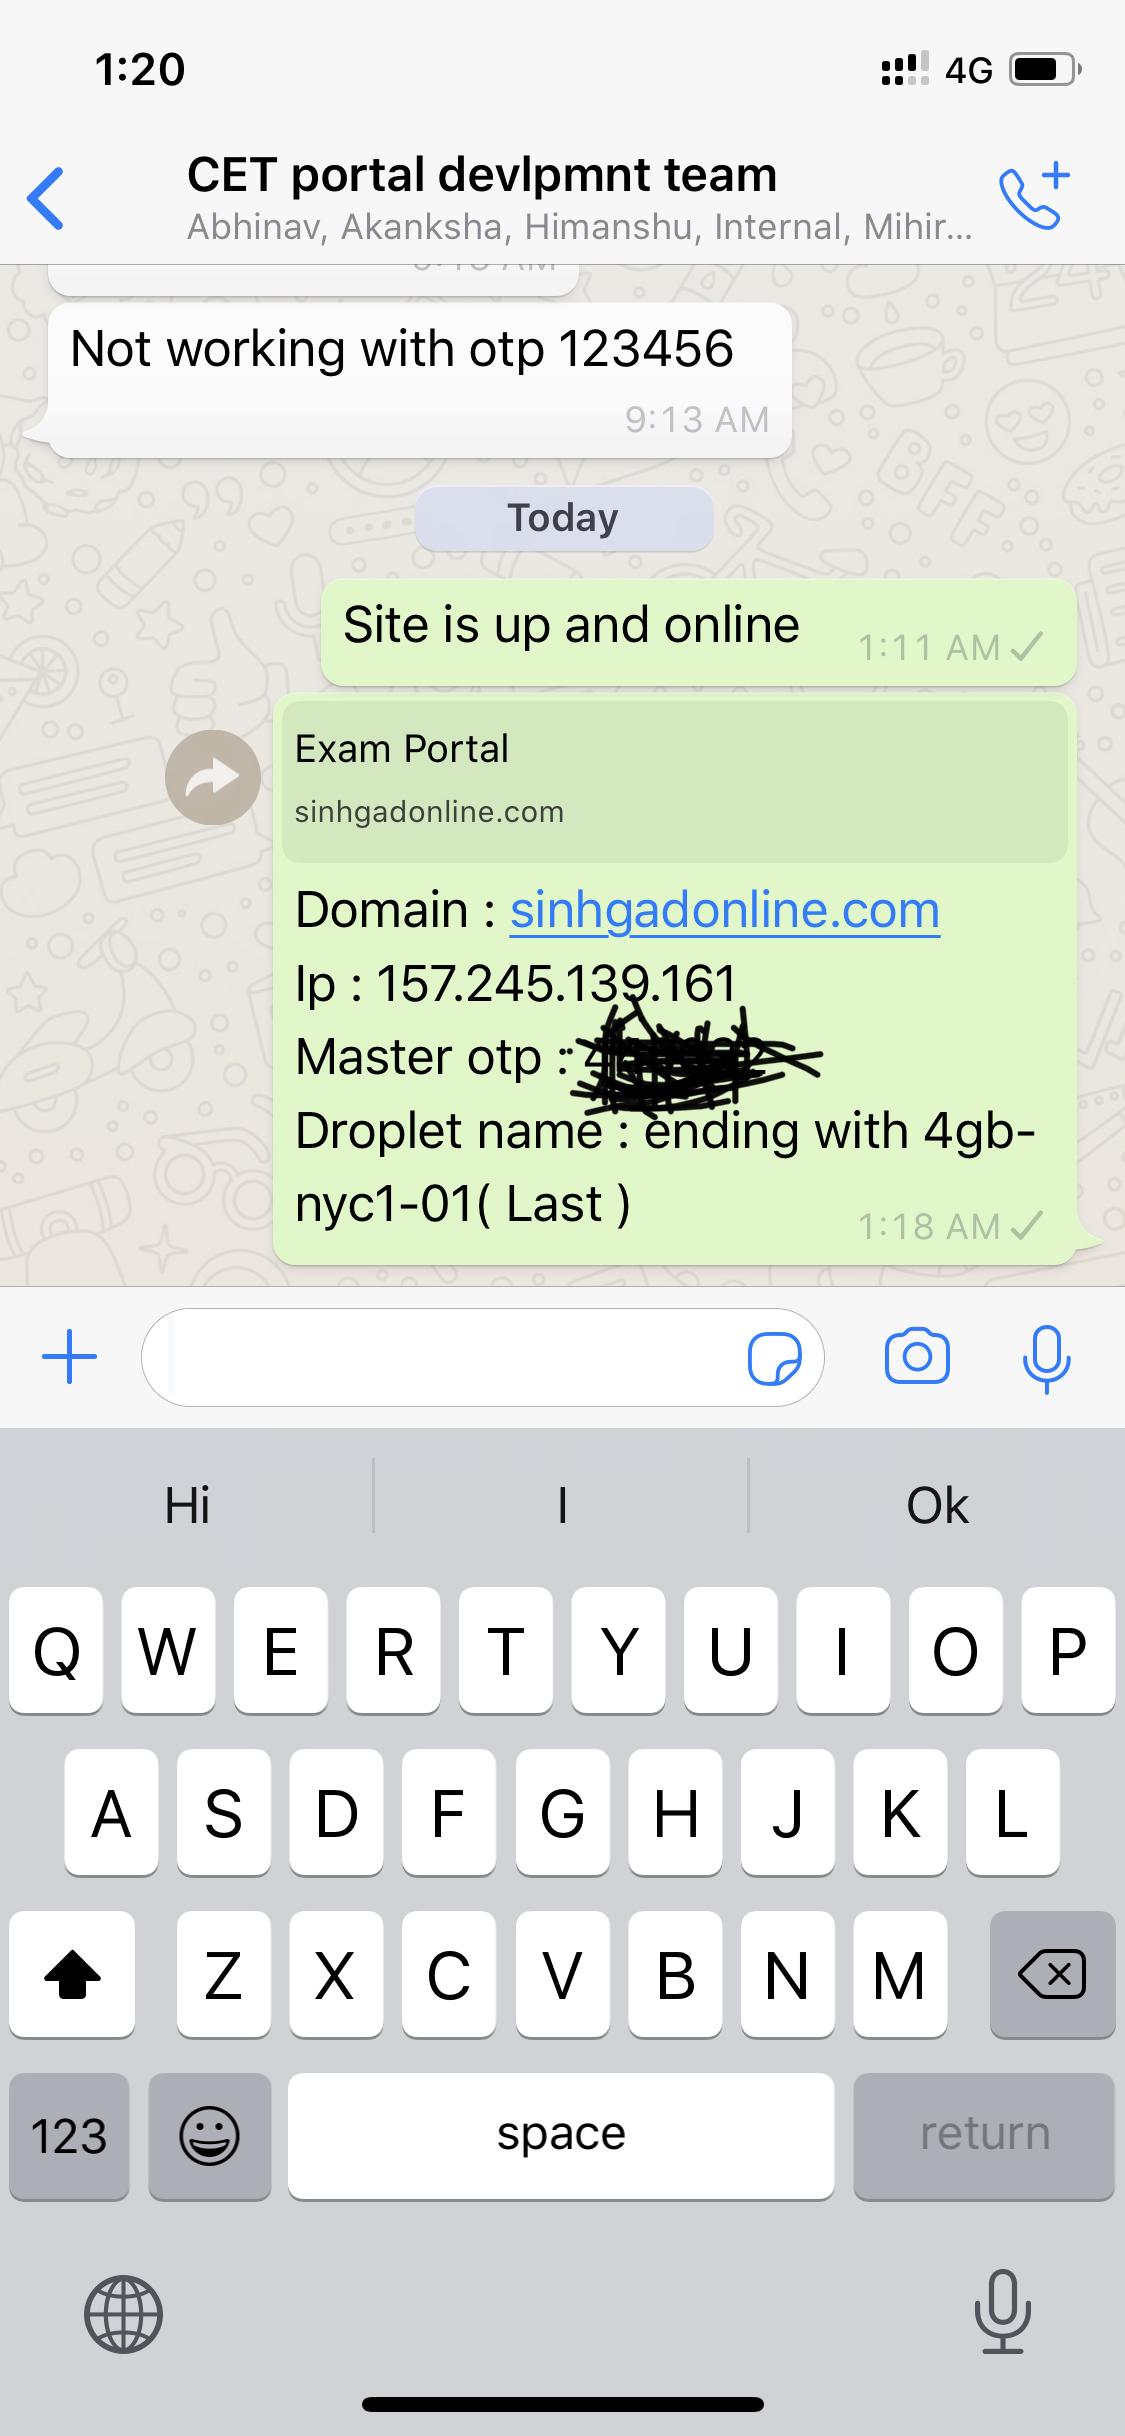 1:20
4G
CET portal devlpmnt team
Abhinav, Akanksha, Himanshu, Internal, Mihir...
Not working with otp 123456
9:13 AM
Today
Site is up and online
1:11 AM
Exam Portal
sinhgadonline.com
Domain : sinhgadonline.com
Ip : 157.245.139.161
Master otp :
Droplet name : ending with 4gb-
nyc1-01( Last )
1:18 AM
Hi I Ok
Q W E R T Y U I O P
A S D F G H J K L
Z X C V B N M
123 space return